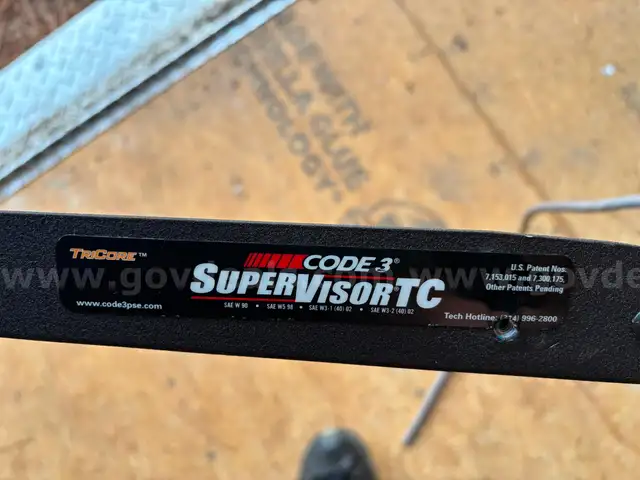 TRICORE™
CODE 3®
SUPERVISORTC
SAE W 90 • SAE W5 98 • SAE W3-1 (40) 02 • SAE W3-2 (40) 02
www.code3pse.com
U.S. Patent Nos.
7,153,015 and 7,300,175.
Other Patents Pending
Tech Hotline: (314) 996-2800